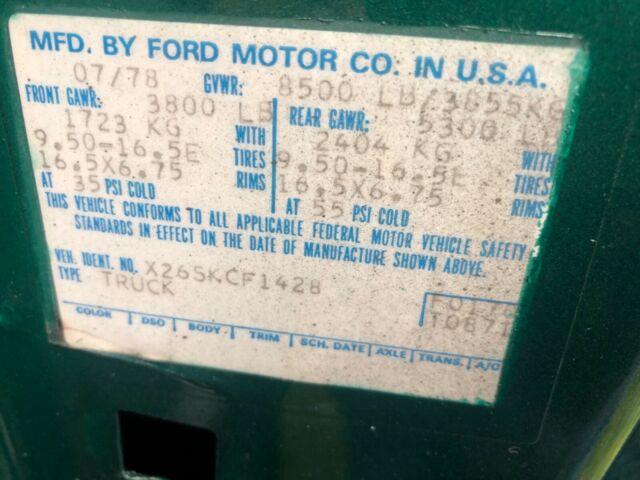 MFD. BY FORD MOTOR CO. IN U.S.A.
07/78 GVWR: 8500 LB/3855KG
FRONT GAWR: 3800 LB REAR GAWR: 5300 LB
1723 KG WITH 2404 KG WITH
9.50-16.5E TIRES 9.50-16.5E TIRES
16.5X6.75 RIMS 16.5X6.75 RIMS
AT 35 PSI COLD AT 55 PSI COLD
THIS VEHICLE CONFORMS TO ALL APPLICABLE FEDERAL MOTOR VEHICLE SAFETY
STANDARDS IN EFFECT ON THE DATE OF MANUFACTURE SHOWN ABOVE.
VEH. IDENT. NO. X26SKCF1428
TYPE TRUCK F0178
T0871
COLOR DSO BODY TRIM SCH. DATE AXLE TRANS. A/C